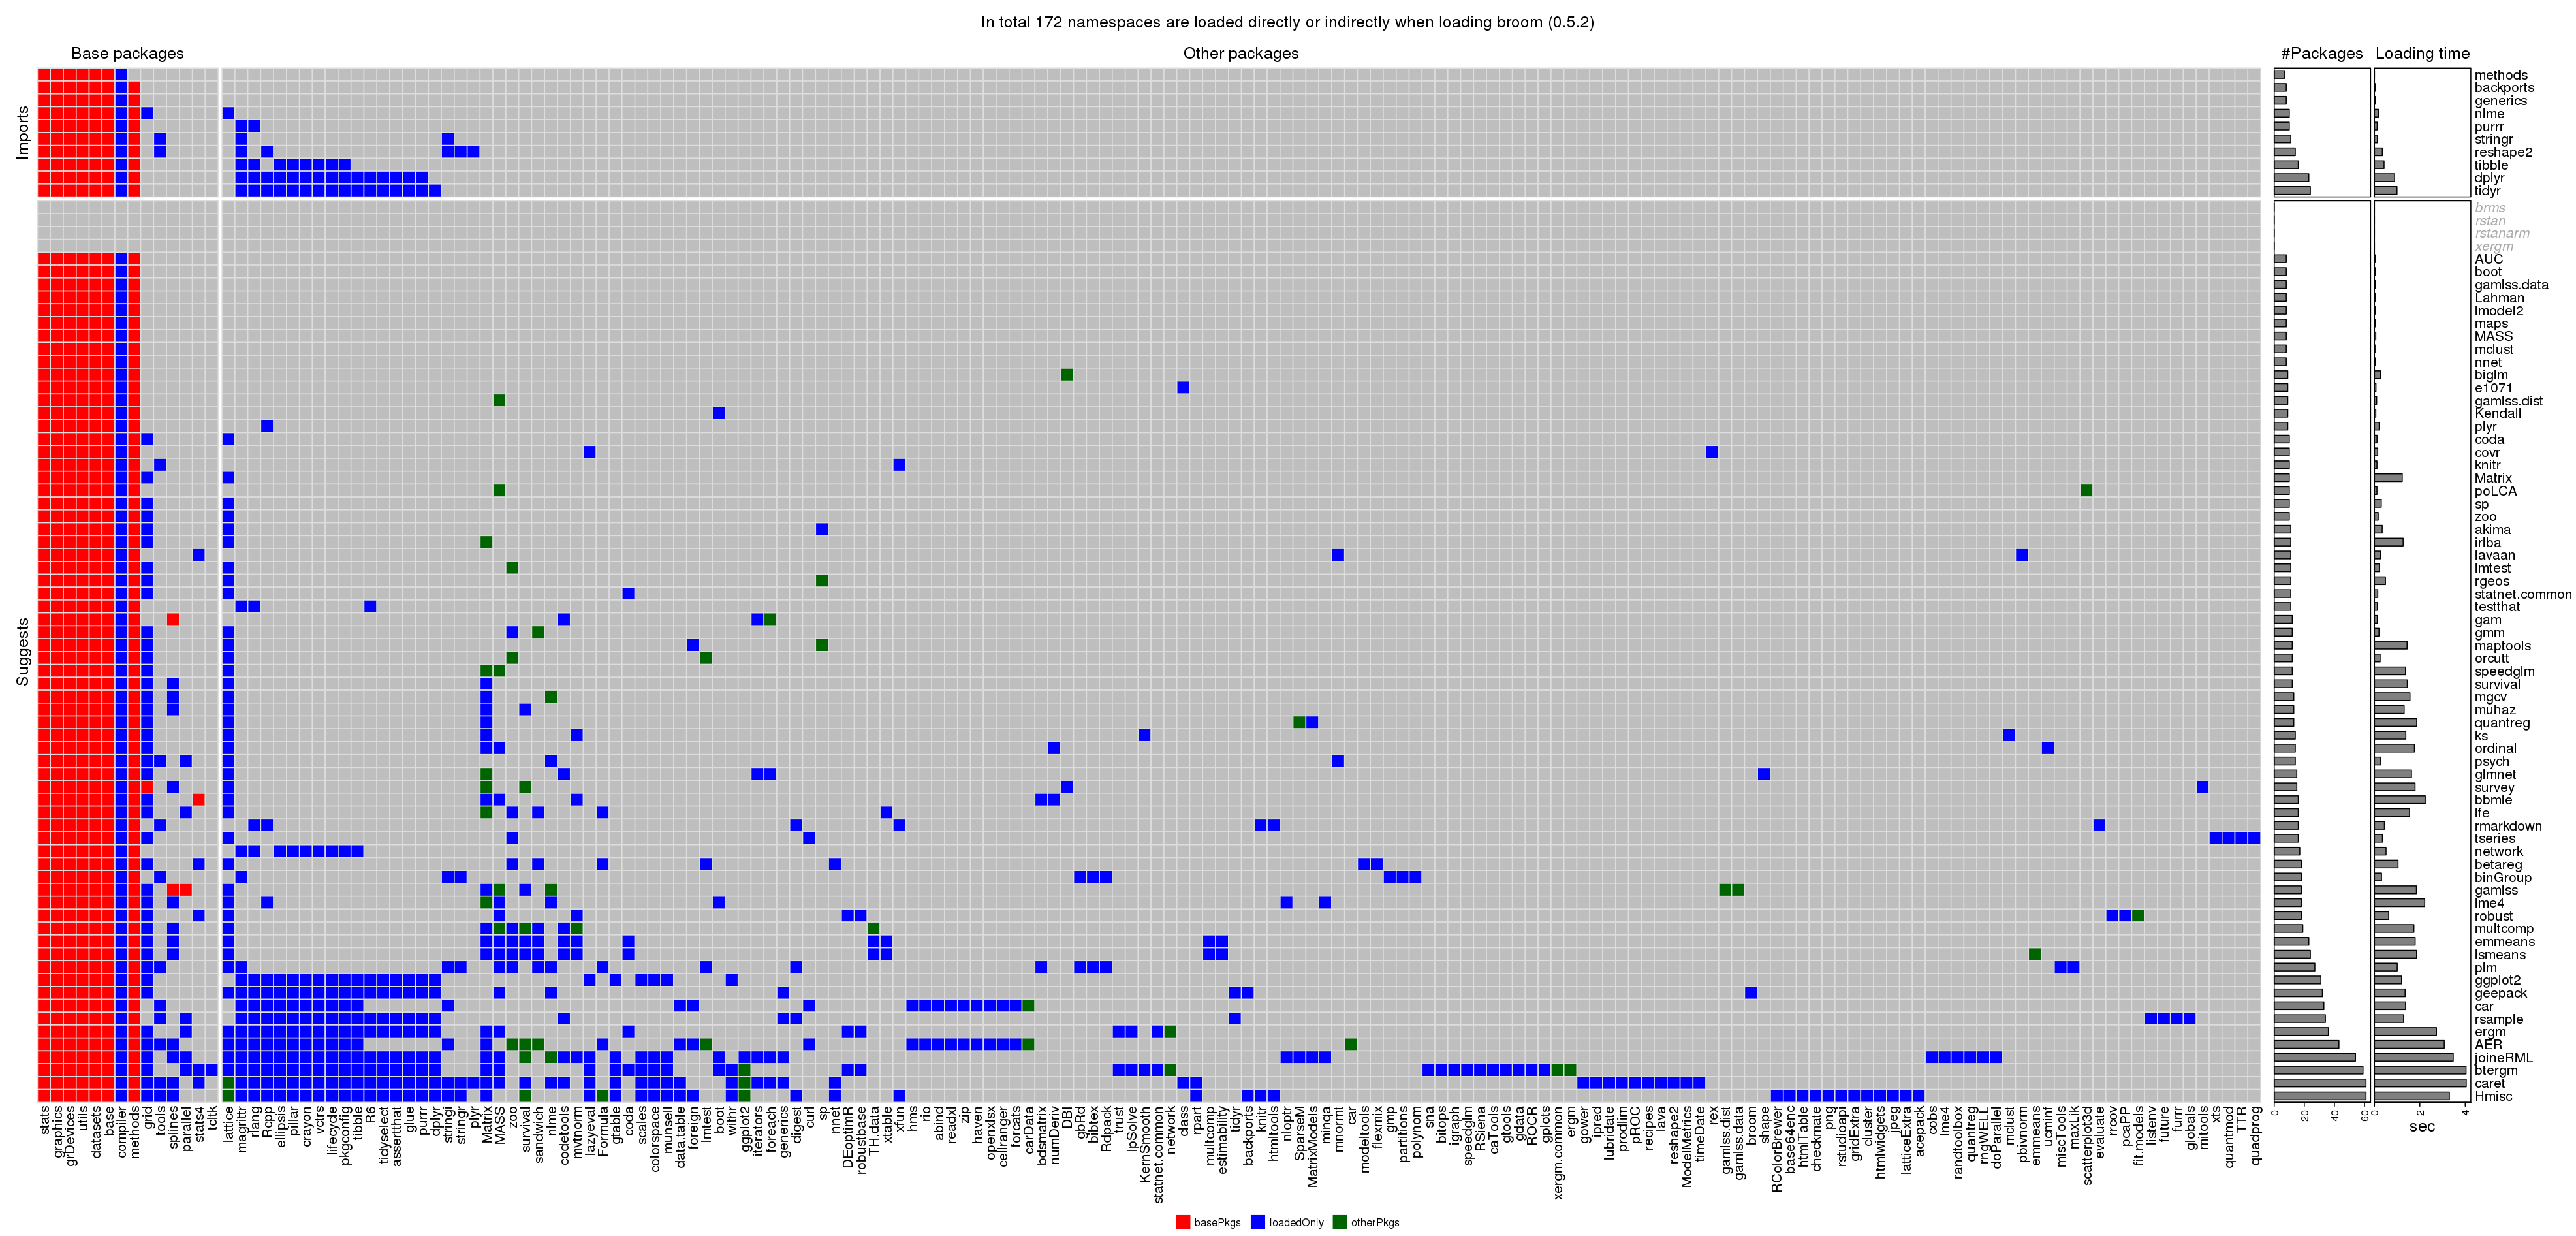 In total 172 namespaces are loaded directly or indirectly when loading broom (0.5.2)
Base packages
Other packages
#Packages
Loading time
Imports
methods
backports
generics
nlme
purrr
stringr
reshape2
tibble
dplyr
tidyr
Suggests
brms
rstan
rstanarm
xergm
AUC
boot
gamlss.data
Lahman
lmodel2
maps
MASS
mclust
nnet
biglm
e1071
gamlss.dist
Kendall
plyr
coda
covr
knitr
Matrix
poLCA
sp
zoo
akima
irlba
lavaan
lmtest
rgeos
statnet.common
testthat
gam
gmm
maptools
orcutt
speedglm
survival
mgcv
muhaz
quantreg
ks
ordinal
psych
glmnet
survey
bbmle
lfe
rmarkdown
tseries
network
betareg
binGroup
gamlss
lme4
robust
multcomp
emmeans
lsmeans
plm
ggplot2
geepack
car
rsample
ergm
AER
joineRML
btergm
caret
Hmisc
stats
graphics
grDevices
utils
datasets
base
compiler
methods
grid
tools
splines
parallel
stats4
tcltk
lattice
magrittr
rlang
Rcpp
ellipsis
pillar
crayon
vctrs
lifecycle
pkgconfig
tibble
R6
tidyselect
assertthat
glue
purrr
dplyr
stringi
stringr
plyr
Matrix
MASS
zoo
survival
sandwich
nlme
codetools
mvtnorm
lazyeval
Formula
gtable
coda
scales
colorspace
munsell
data.table
foreign
lmtest
boot
withr
ggplot2
iterators
foreach
generics
digest
curl
sp
nnet
DEoptimR
robustbase
TH.data
xtable
xfun
hms
rio
abind
readxl
zip
haven
openxlsx
cellranger
forcats
carData
bdsmatrix
numDeriv
DBI
gbRd
bibtex
Rdpack
trust
lpSolve
KernSmooth
statnet.common
network
class
rpart
multcomp
estimability
tidyr
backports
knitr
htmltools
nloptr
SparseM
MatrixModels
minqa
mnormt
car
modeltools
flexmix
gmp
partitions
polynom
sna
bitops
igraph
speedglm
RSiena
caTools
gtools
gdata
ROCR
gplots
xergm.common
ergm
gower
ipred
lubridate
prodlim
pROC
recipes
lava
reshape2
ModelMetrics
timeDate
rex
gamlss.dist
gamlss.data
broom
shape
RColorBrewer
base64enc
htmlTable
checkmate
png
rstudioapi
gridExtra
cluster
htmlwidgets
jpeg
latticeExtra
acepack
cobs
lme4
randtoolbox
quantreg
rngWELL
doParallel
mclust
pbivnorm
emmeans
ucminf
miscTools
maxLik
scatterplot3d
evaluate
rrcov
pcaPP
fit.models
listenv
future
furrr
globals
mitools
xts
quantmod
TTR
quadprog
0
20
40
60
0
2
4
sec
basePkgs
loadedOnly
otherPkgs